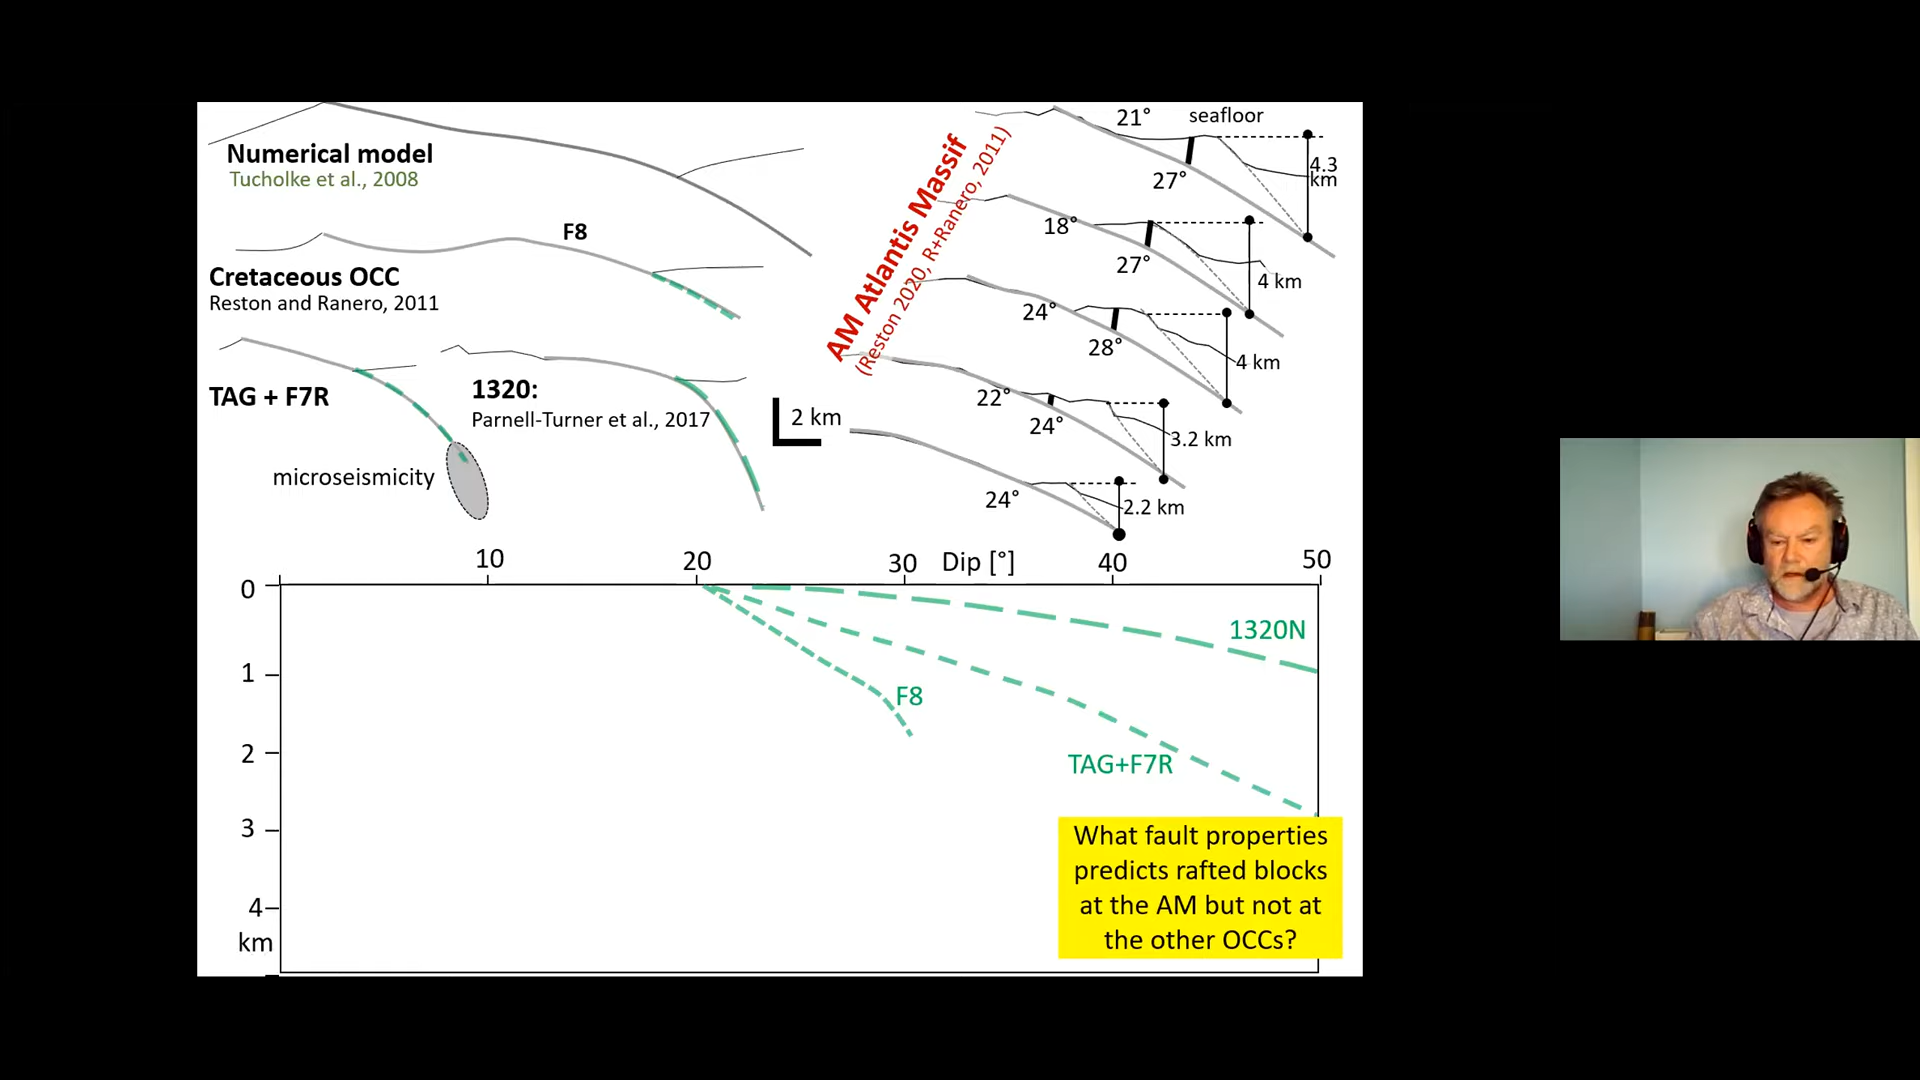 Numerical model
Tucholke et al., 2008
F8
Cretaceous OCC
Reston and Ranero, 2011
TAG + F7R
microseismicity
1320:
Parnell-Turner et al., 2017
2 km
AM Atlantis Massif
(Reston 2020, R+Ranero, 2011)
21°
seafloor
27°
4.3
km
18°
27°
4 km
24°
28°
4 km
22°
24°
3.2 km
24°
2.2 km
10
20
30
Dip [°]
40
50
0
1
2
3
4
km
1320N
F8
TAG+F7R
What fault properties
predicts rafted blocks
at the AM but not at
the other OCCs?